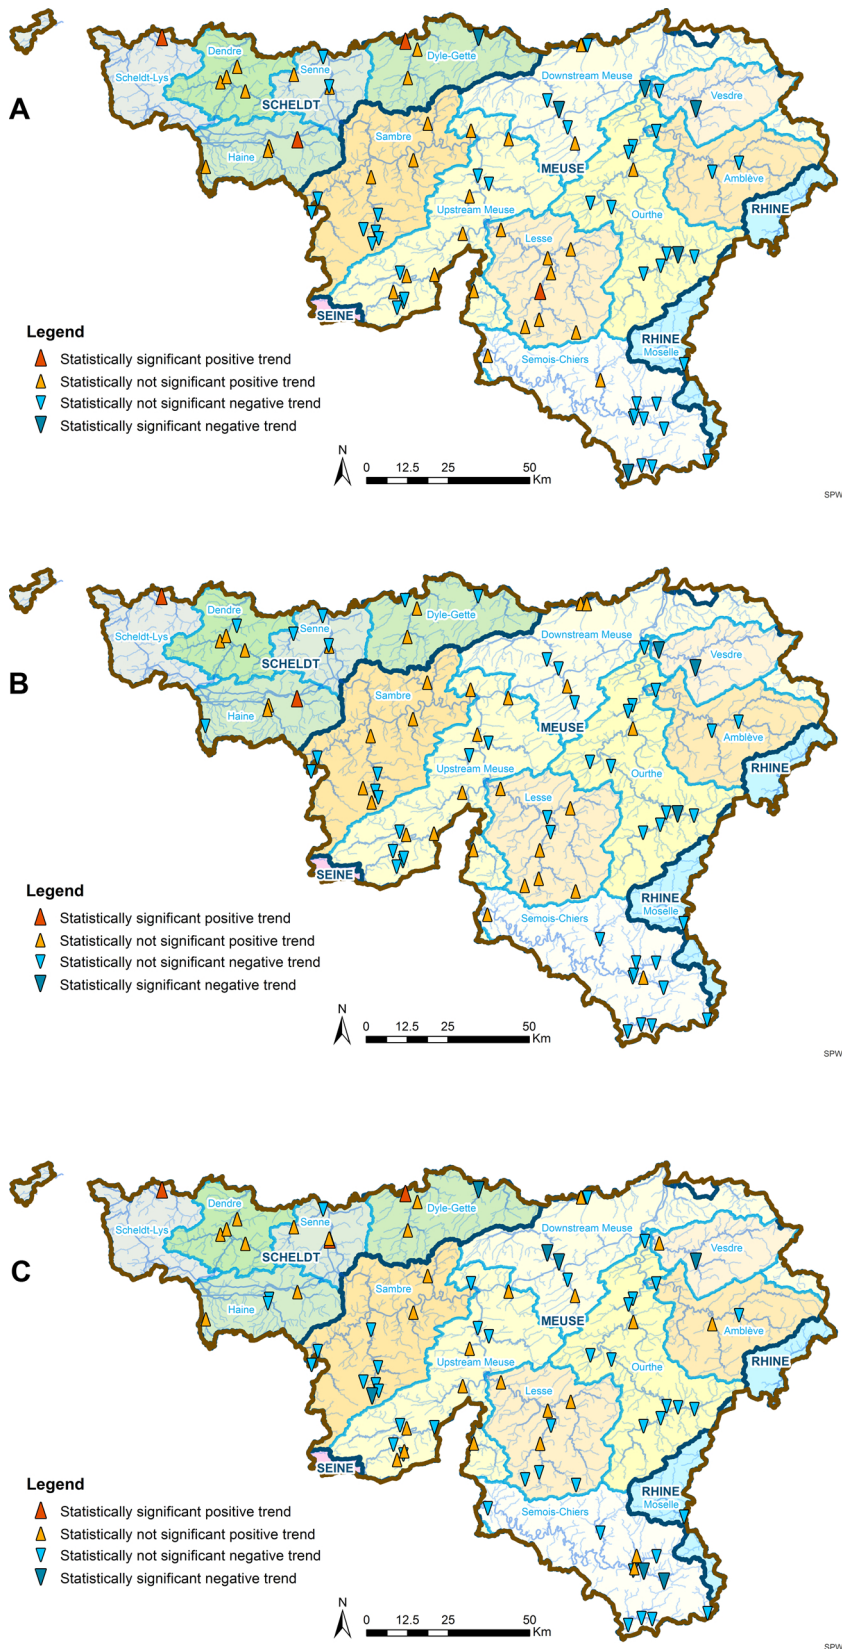 Dendre
Senne
Dyle-Gette
Scheldt-Lys
Downstream Meuse
Vesdre
SCHELDT
A
Sambre
Haine
MEUSE
Amblève
Upstream Meuse
Ourthe
RHINE
Lesse
SEINE
RHINE
Moselle
Semois-Chiers
Legend
Statistically significant positive trend
Statistically not significant positive trend
Statistically not significant negative trend
Statistically significant negative trend
N
0 12.5 25 50
Km
SPW
Dendre
Senne
Dyle-Gette
Scheldt-Lys
Downstream Meuse
Vesdre
SCHELDT
B
Sambre
Haine
MEUSE
Amblève
Upstream Meuse
Ourthe
RHINE
Lesse
SEINE
RHINE
Moselle
Semois-Chiers
Legend
Statistically significant positive trend
Statistically not significant positive trend
Statistically not significant negative trend
Statistically significant negative trend
N
0 12.5 25 50
Km
SPW
Dendre
Senne
Dyle-Gette
Scheldt-Lys
Downstream Meuse
Vesdre
SCHELDT
C
Sambre
Haine
MEUSE
Amblève
Upstream Meuse
Ourthe
RHINE
Lesse
SEINE
RHINE
Moselle
Semois-Chiers
Legend
Statistically significant positive trend
Statistically not significant positive trend
Statistically not significant negative trend
Statistically significant negative trend
N
0 12.5 25 50
Km
SPW